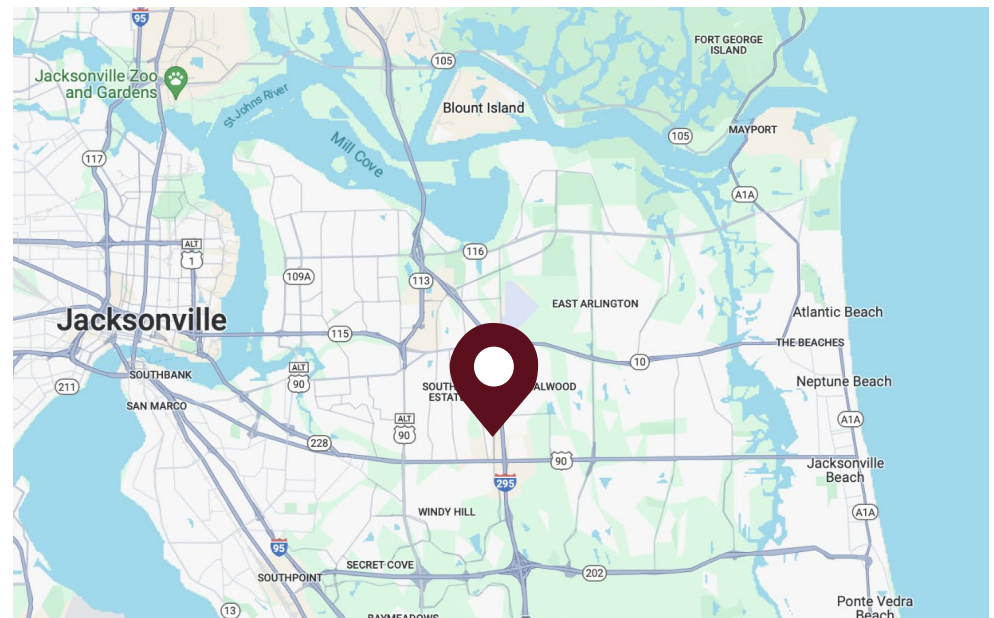 95
FORT GEORGE
ISLAND
105
Jacksonville Zoo
and Gardens
St Johns River
Blount Island
105
MAYPORT
Mill Cove
117
A1A
ALT
1
116
109A
113
EAST ARLINGTON
Atlantic Beach
Jacksonville
115
THE BEACHES
10
SOUTHBANK
ALT
90
211
Neptune Beach
SAN MARCO
ALT
90
A1A
228
90
Jacksonville
Beach
295
WINDY HILL
A1A
95
SECRET COVE
SOUTHPOINT
202
13
BAYMEADOWS
Ponte Vedra
Beach